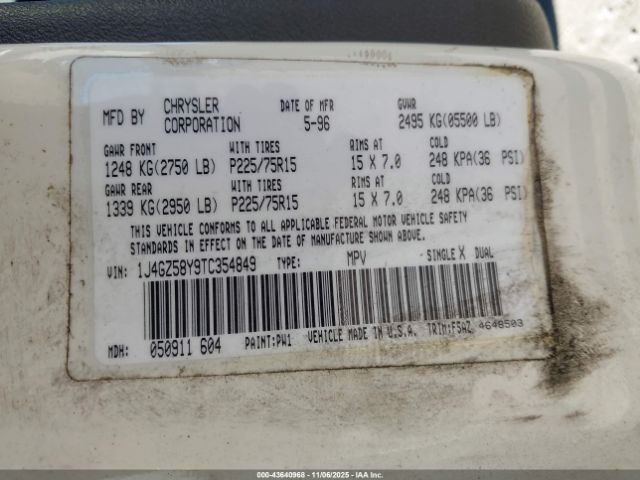 MFD BY CHRYSLER CORPORATION DATE OF MFR 5-96 GVWR 2495 KG(05500 LB)
GAWR FRONT WITH TIRES RIMS AT COLD
1248 KG(2750 LB) P225/75R15 15 X 7.0 248 KPA(36 PSI)
GAWR REAR WITH TIRES RIMS AT COLD
1339 KG(2950 LB) P225/75R15 15 X 7.0 248 KPA(36 PSI)
THIS VEHICLE CONFORMS TO ALL APPLICABLE FEDERAL MOTOR VEHICLE SAFETY
STANDARDS IN EFFECT ON THE DATE OF MANUFACTURE SHOWN ABOVE.
VIN: 1J4GZ58Y9TC354849 TYPE: MPV SINGLE X DUAL
MDH: 050911 604 PAINT:PW1 VEHICLE MADE IN U.S.A. TRIM:F5AZ 4648503
000-43640968 - 11/06/2025 - IAAI.COM